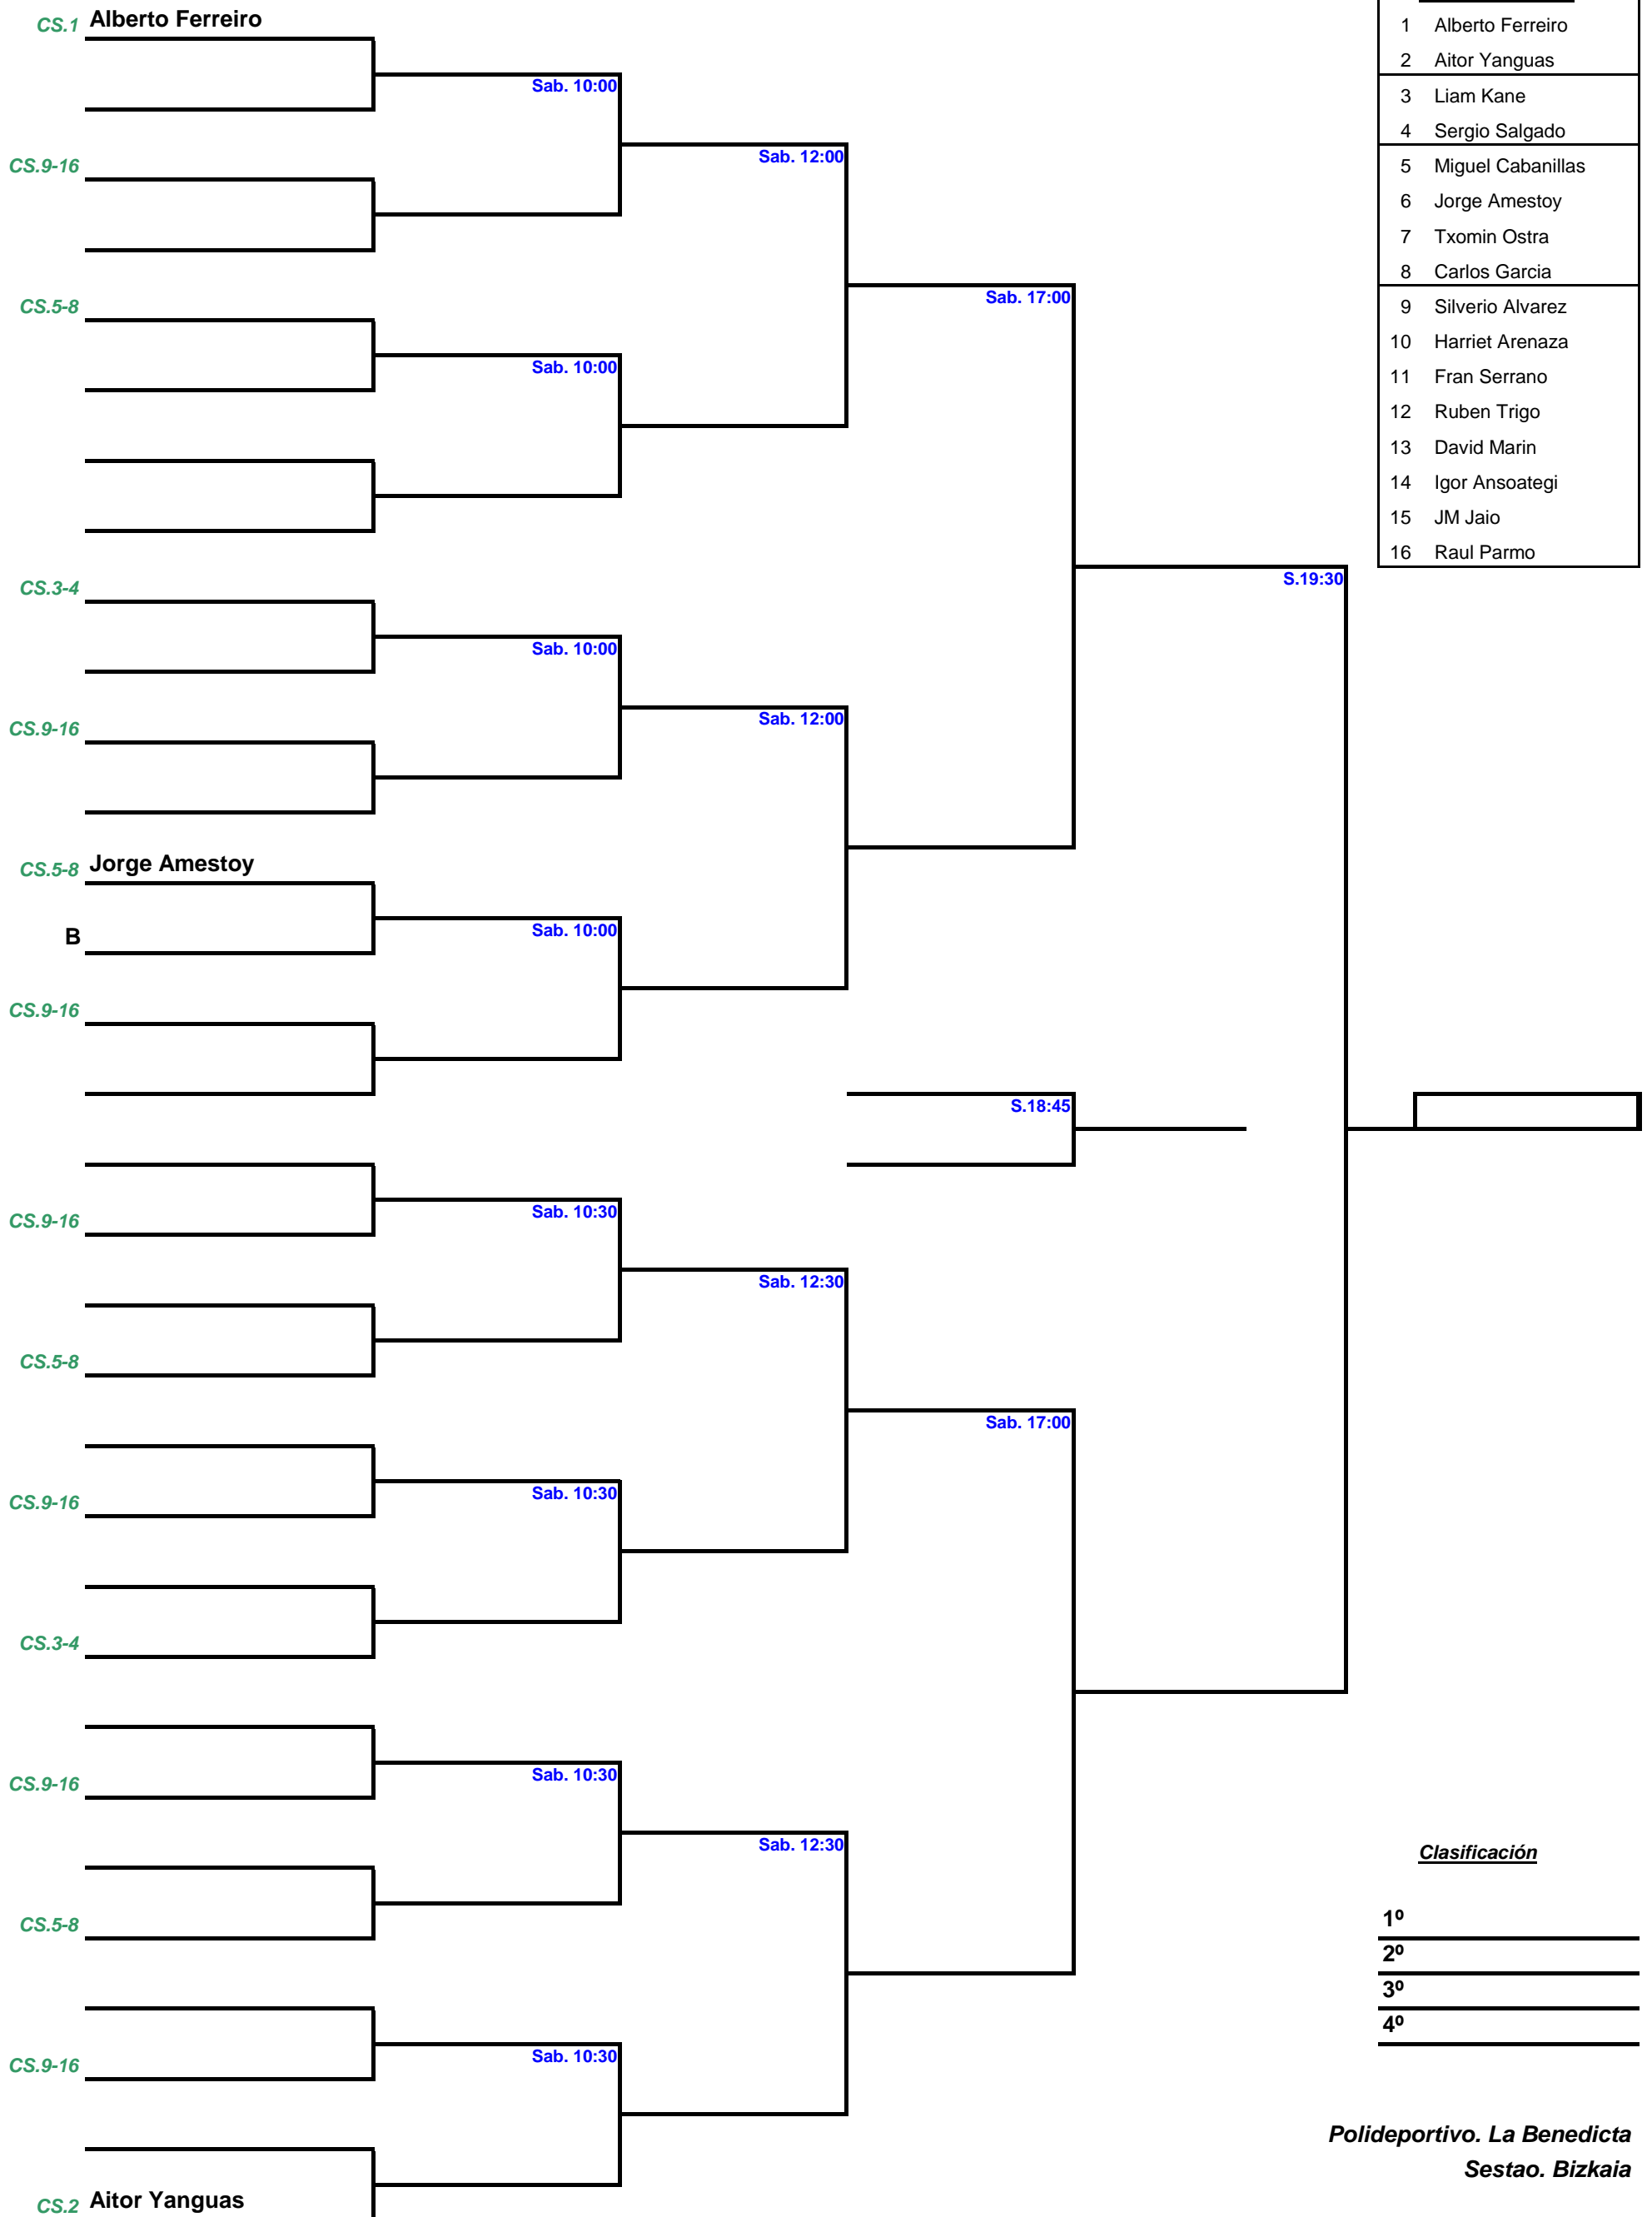 CS.1 Alberto Ferreiro
1 Alberto Ferreiro
2 Aitor Yanguas
Sab. 10:00
3 Liam Kane
4 Sergio Salgado
CS.9-16
Sab. 12:00
5 Miguel Cabanillas
6 Jorge Amestoy
7 Txomin Ostra
8 Carlos Garcia
CS.5-8
Sab. 17:00
9 Silverio Alvarez
10 Harriet Arenaza
Sab. 10:00
11 Fran Serrano
12 Ruben Trigo
13 David Marin
14 Igor Ansoategi
15 JM Jaio
16 Raul Parmo
CS.3-4
S.19:30
Sab. 10:00
CS.9-16
Sab. 12:00
CS.5-8 Jorge Amestoy
B
Sab. 10:00
CS.9-16
S.18:45
CS.9-16
Sab. 10:30
Sab. 12:30
CS.5-8
Sab. 17:00
CS.9-16
Sab. 10:30
CS.3-4
CS.9-16
Sab. 10:30
Sab. 12:30
Clasificación
CS.5-8
1º
2º
3º
4º
CS.9-16
Sab. 10:30
Polideportivo. La Benedicta
Sestao. Bizkaia
CS.2 Aitor Yanguas